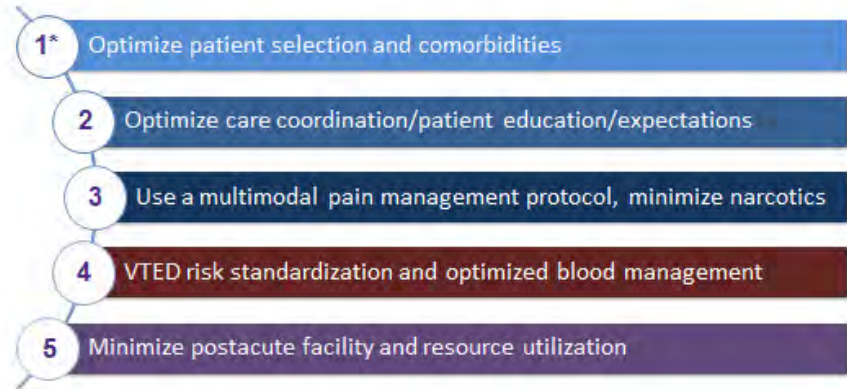 1* Optimize patient selection and comorbidities
2 Optimize care coordination/patient education/expectations
3 Use a multimodal pain management protocol, minimize narcotics
4 VTED risk standardization and optimized blood management
5 Minimize postacute facility and resource utilization